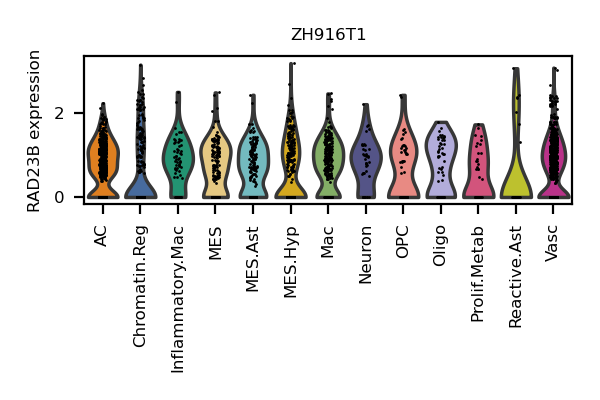 ZH916T1
RAD23B expression
2
0
AC
Chromatin.Reg
Inflammatory.Mac
MES
MES.Ast
MES.Hyp
Mac
Neuron
OPC
Oligo
Prolif.Metab
Reactive.Ast
Vasc